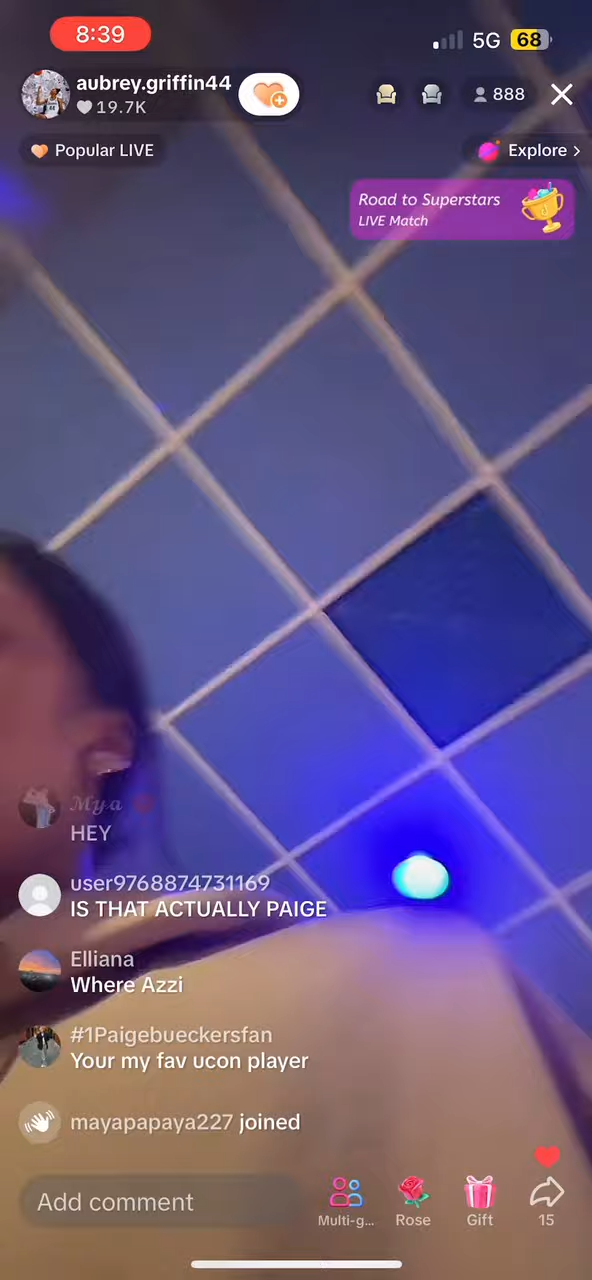 8:39
5G
68
aubrey.griffin44
19.7K
888
Popular LIVE
Explore >
Road to Superstars
LIVE Match
Mya
HEY
user9768874731169
IS THAT ACTUALLY PAIGE
Elliana
Where Azzi
#1Paigebueckersfan
Your my fav ucon player
mayapapaya227 joined
Add comment
Multi-g...
Rose
Gift
15